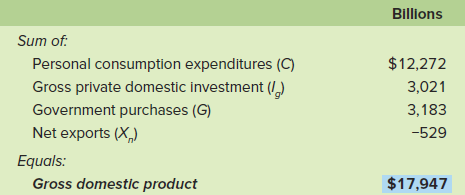 Billions
Sum of:
Personal consumption expenditures (C) $12,272
Gross private domestic investment (Ig) 3,021
Government purchases (G) 3,183
Net exports (Xn) −529
Equals:
Gross domestic product $17,947